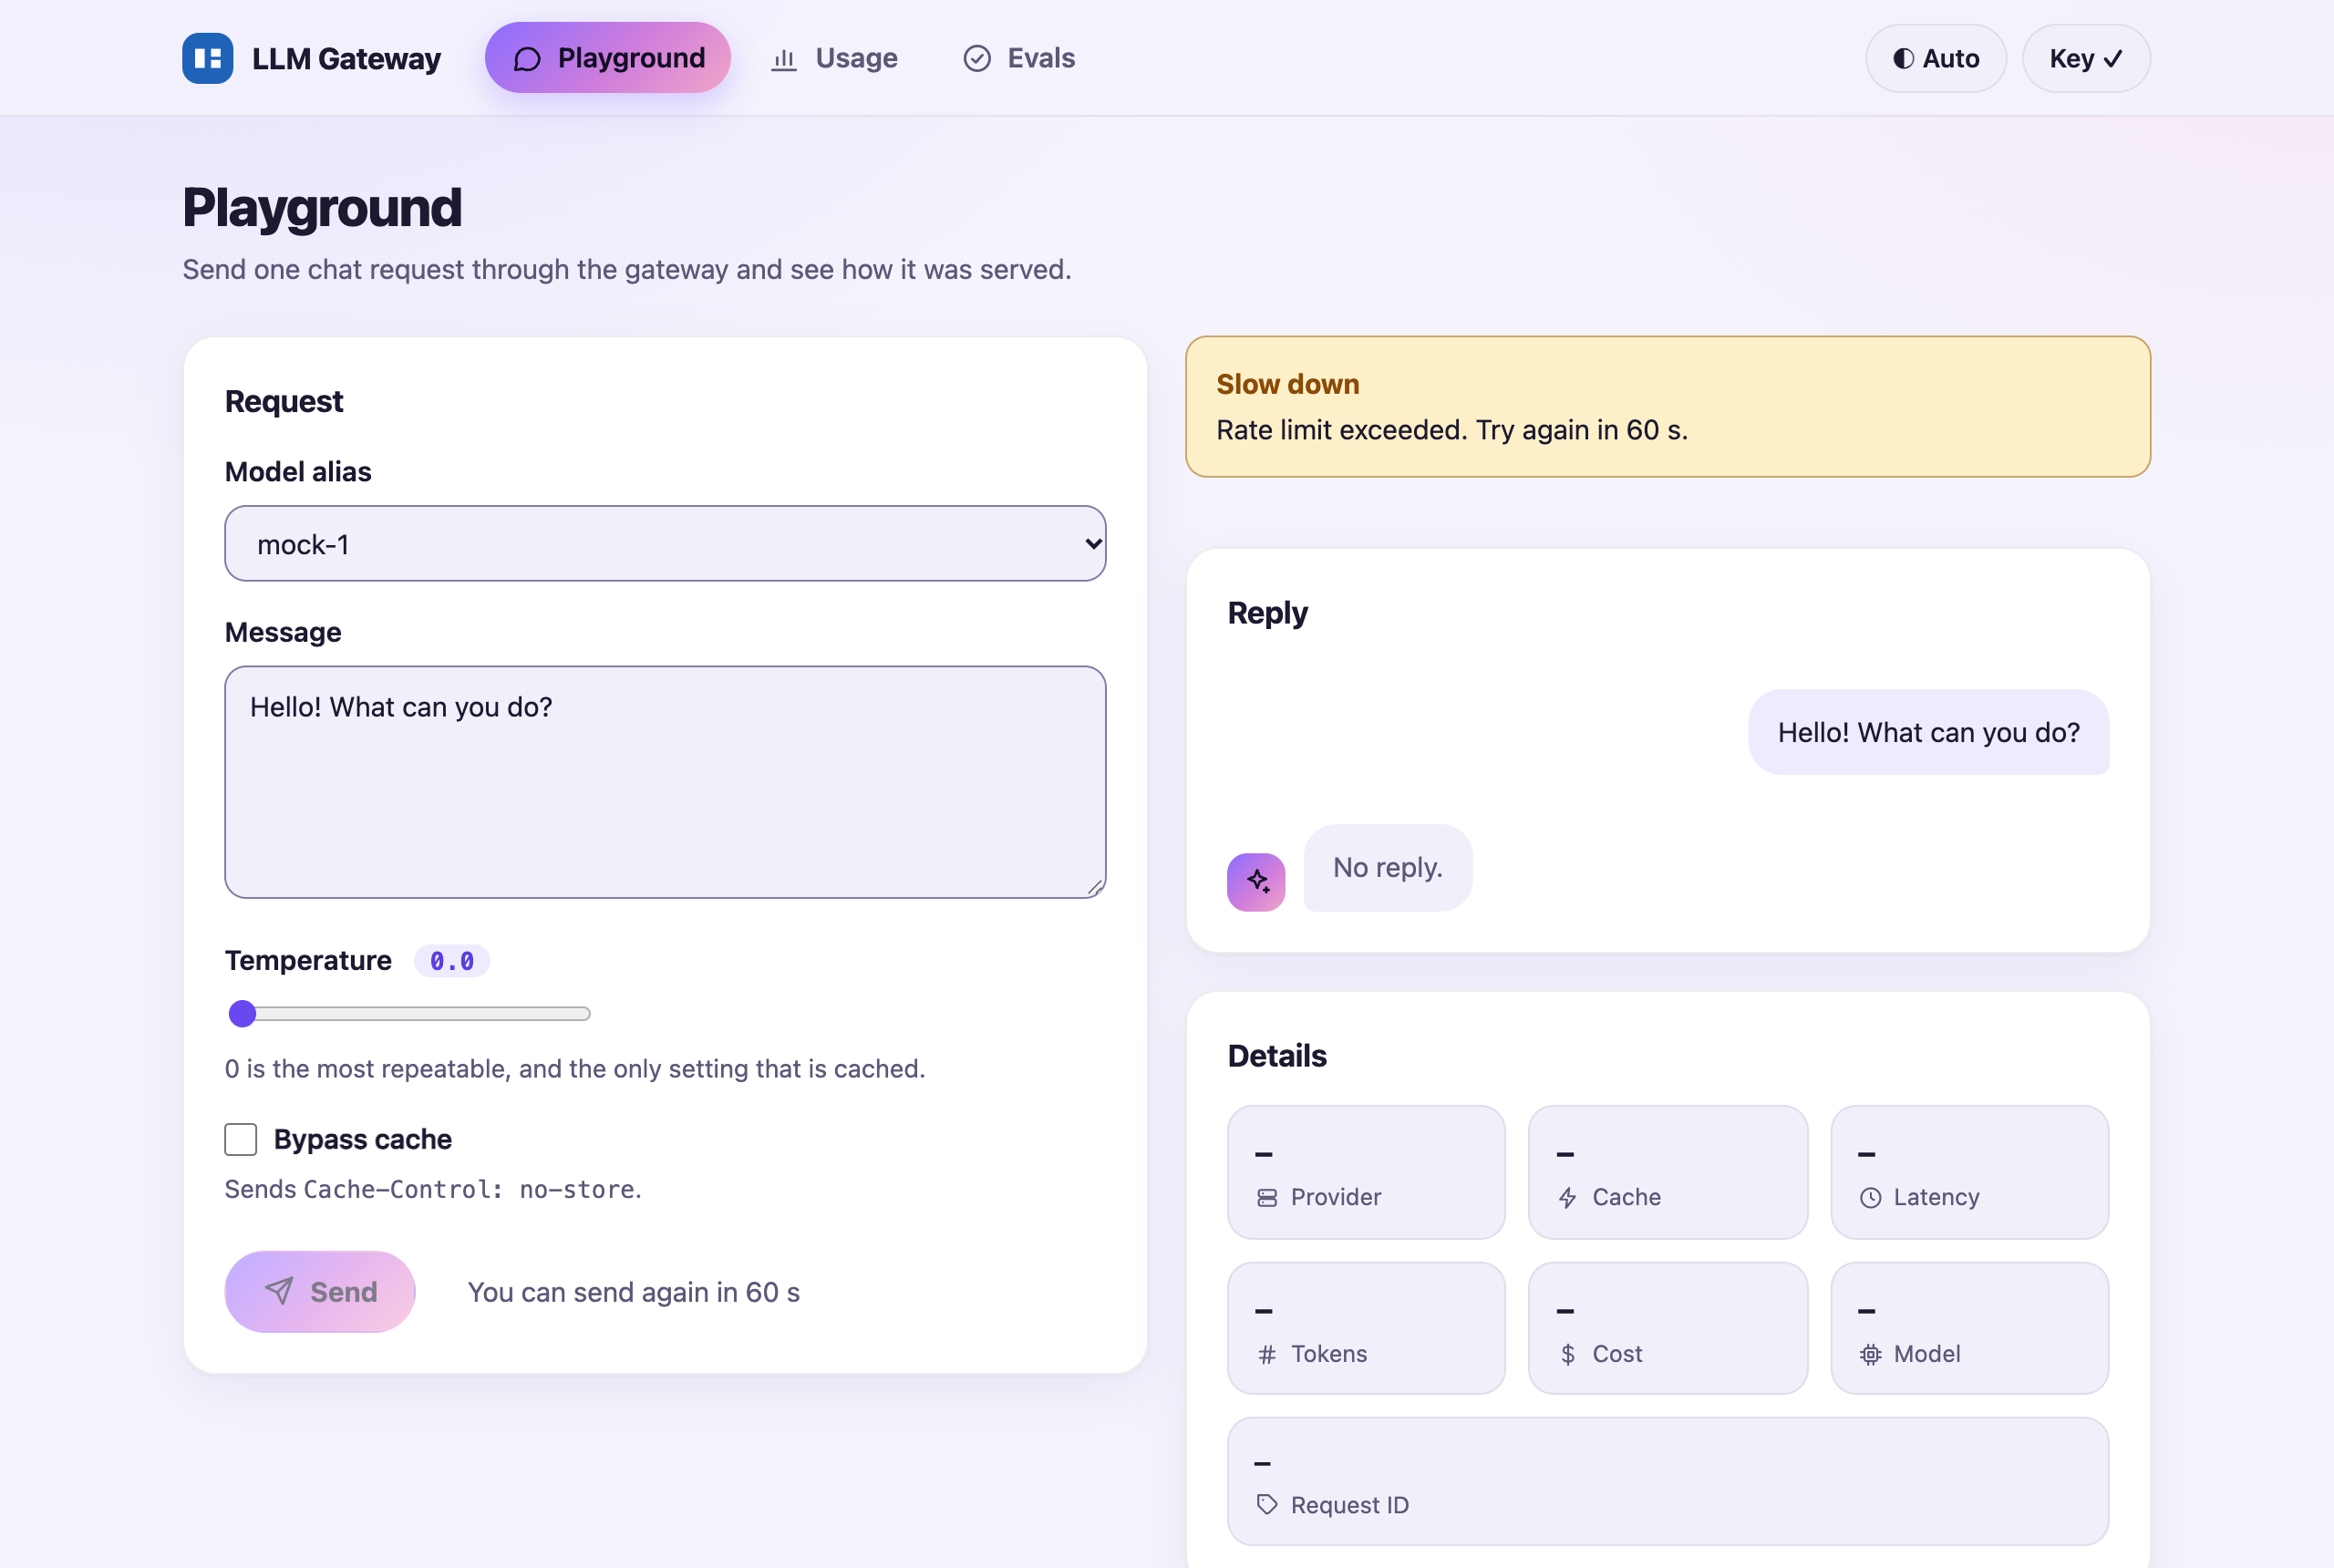 LLM Gateway
Playground
Usage
Evals
Auto
Key ✓
Playground
Send one chat request through the gateway and see how it was served.
Request
Model alias
mock-1
Message
Hello! What can you do?
Temperature 0.0
0 is the most repeatable, and the only setting that is cached.
Bypass cache
Sends Cache-Control: no-store.
Send
You can send again in 60 s
Slow down
Rate limit exceeded. Try again in 60 s.
Reply
Hello! What can you do?
No reply.
Details
–
Provider
–
Cache
–
Latency
–
# Tokens
–
$ Cost
–
Model
–
Request ID